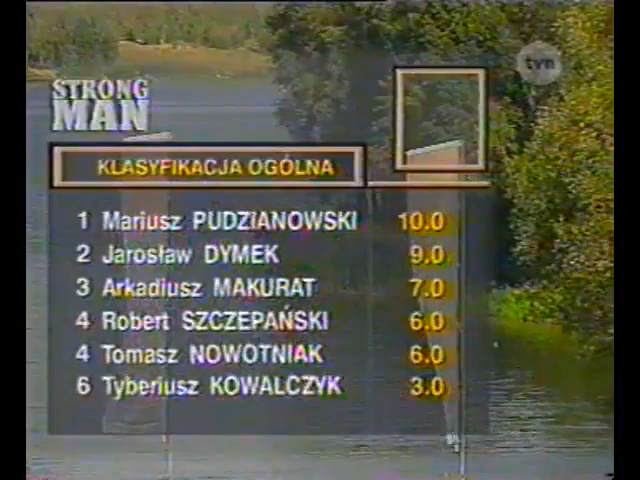 tvn
STRONG
MAN
KLASYFIKACJA OGÓLNA
1 Mariusz PUDZIANOWSKI 10.0
2 Jarosław DYMEK 9.0
3 Arkadiusz MAKURAT 7.0
4 Robert SZCZEPAŃSKI 6.0
4 Tomasz NOWOTNIAK 6.0
6 Tyberiusz KOWALCZYK 3.0